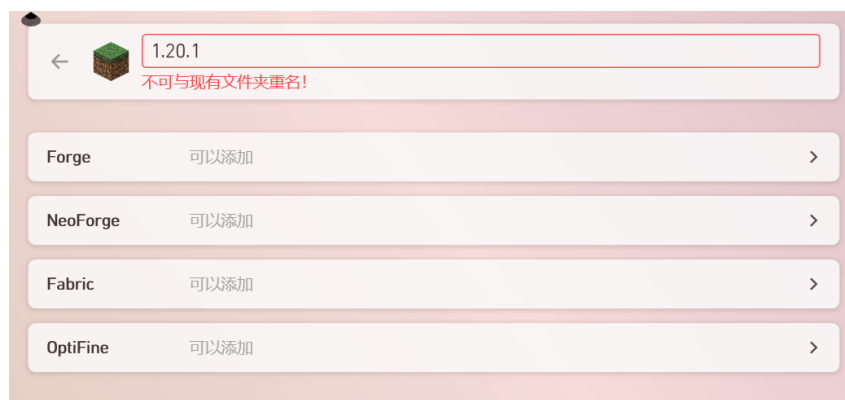 1.20.1
不可与现有文件夹重名!
Forge 可以添加
NeoForge 可以添加
Fabric 可以添加
OptiFine 可以添加